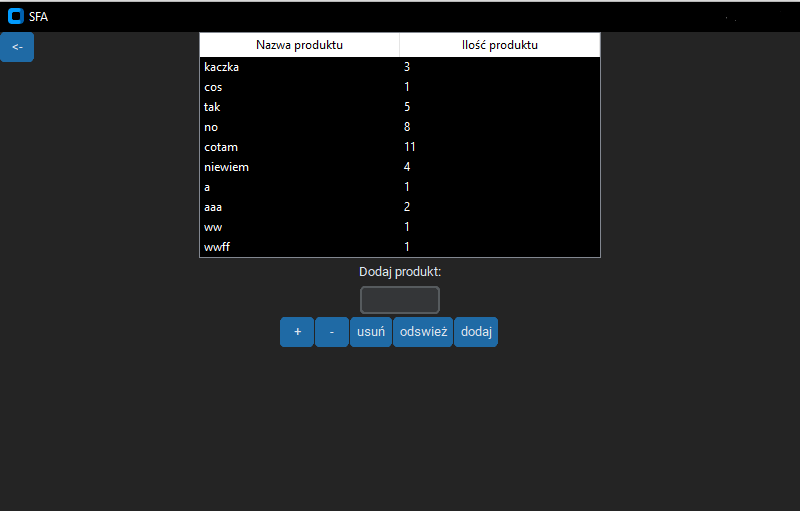 SFA
<-
Nazwa produktu Ilość produktu
kaczka 3
cos 1
tak 5
no 8
cotam 11
niewiem 4
a 1
aaa 2
ww 1
wwff 1
Dodaj produkt:
+ - usuń odswież dodaj